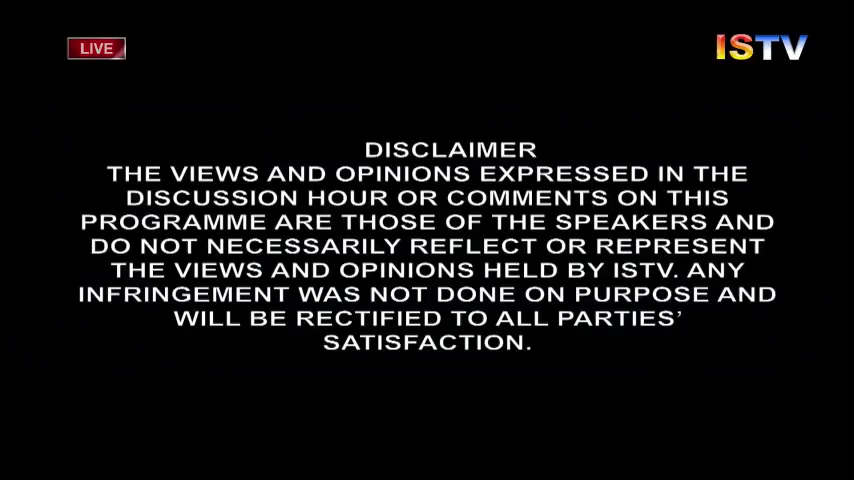 LIVE
ISTV
DISCLAIMER
THE VIEWS AND OPINIONS EXPRESSED IN THE
DISCUSSION HOUR OR COMMENTS ON THIS
PROGRAMME ARE THOSE OF THE SPEAKERS AND
DO NOT NECESSARILY REFLECT OR REPRESENT
THE VIEWS AND OPINIONS HELD BY ISTV. ANY
INFRINGEMENT WAS NOT DONE ON PURPOSE AND
WILL BE RECTIFIED TO ALL PARTIES’
SATISFACTION.